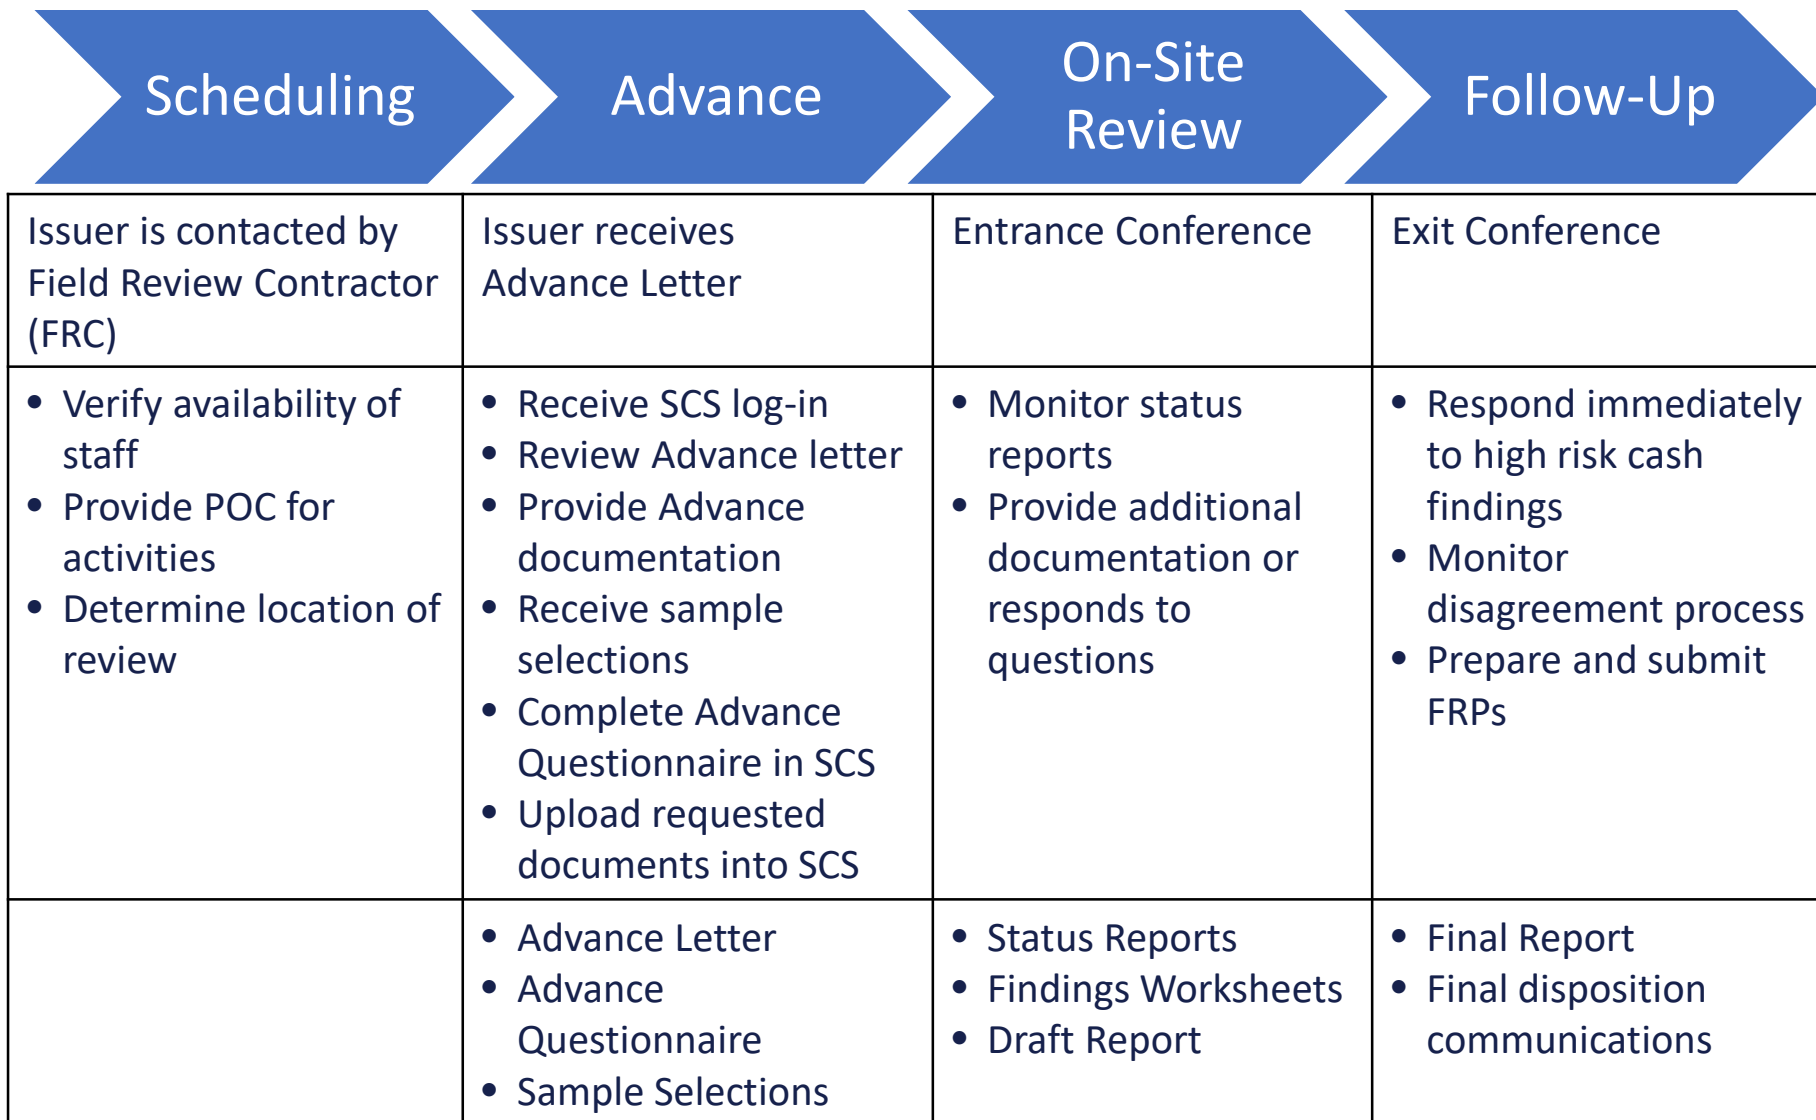 Scheduling
Advance
On-Site
Review
Follow-Up
Issuer is contacted by
Field Review Contractor
(FRC)
Issuer receives
Advance Letter
Entrance Conference
Exit Conference
• Verify availability of
staff
• Provide POC for
activities
• Determine location of
review
• Receive SCS log-in
• Review Advance letter
• Provide Advance
documentation
• Receive sample
selections
• Complete Advance
Questionnaire in SCS
• Upload requested
documents into SCS
• Monitor status
reports
• Provide additional
documentation or
responds to
questions
• Respond immediately
to high risk cash
findings
• Monitor
disagreement process
• Prepare and submit
FRPs
• Advance Letter
• Advance
Questionnaire
• Sample Selections
• Status Reports
• Findings Worksheets
• Draft Report
• Final Report
• Final disposition
communications